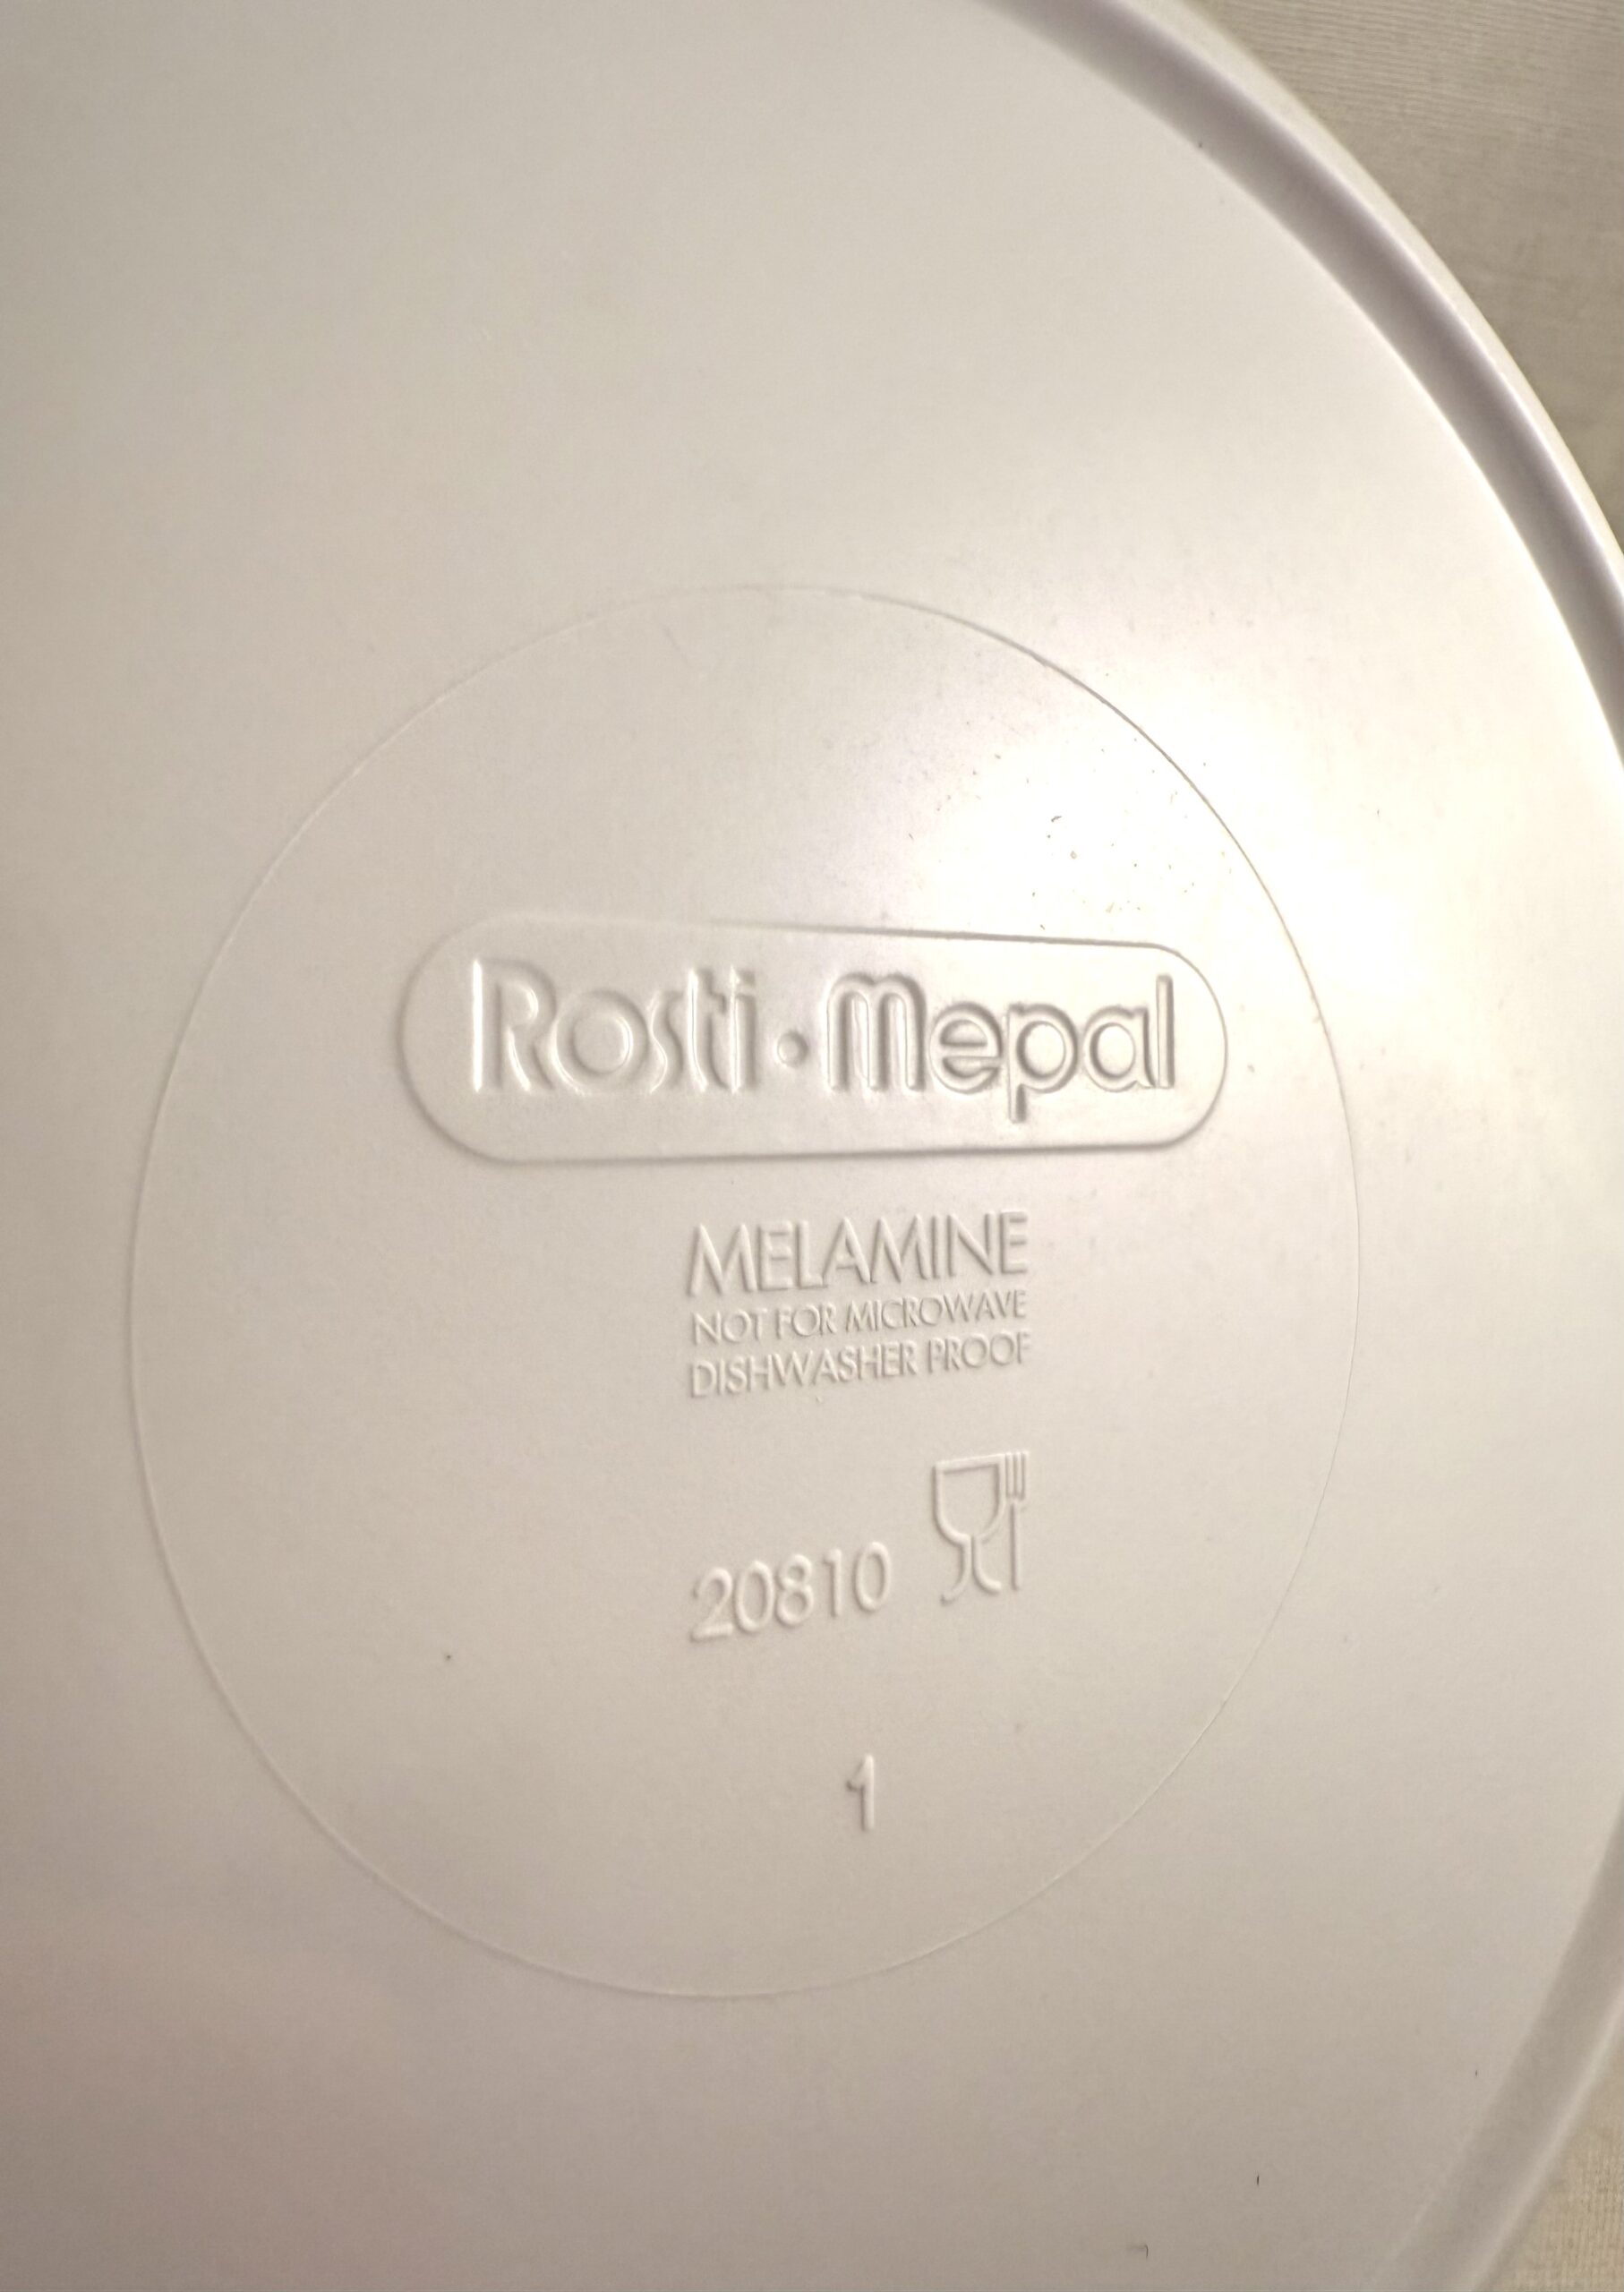 Rosti • Mepal
MELAMINE
NOT FOR MICROWAVE
DISHWASHER PROOF
20810
1